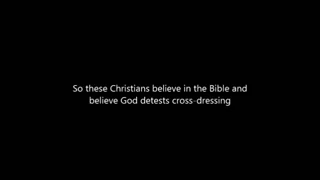 So these Christians believe in the Bible and
believe God detests cross-dressing